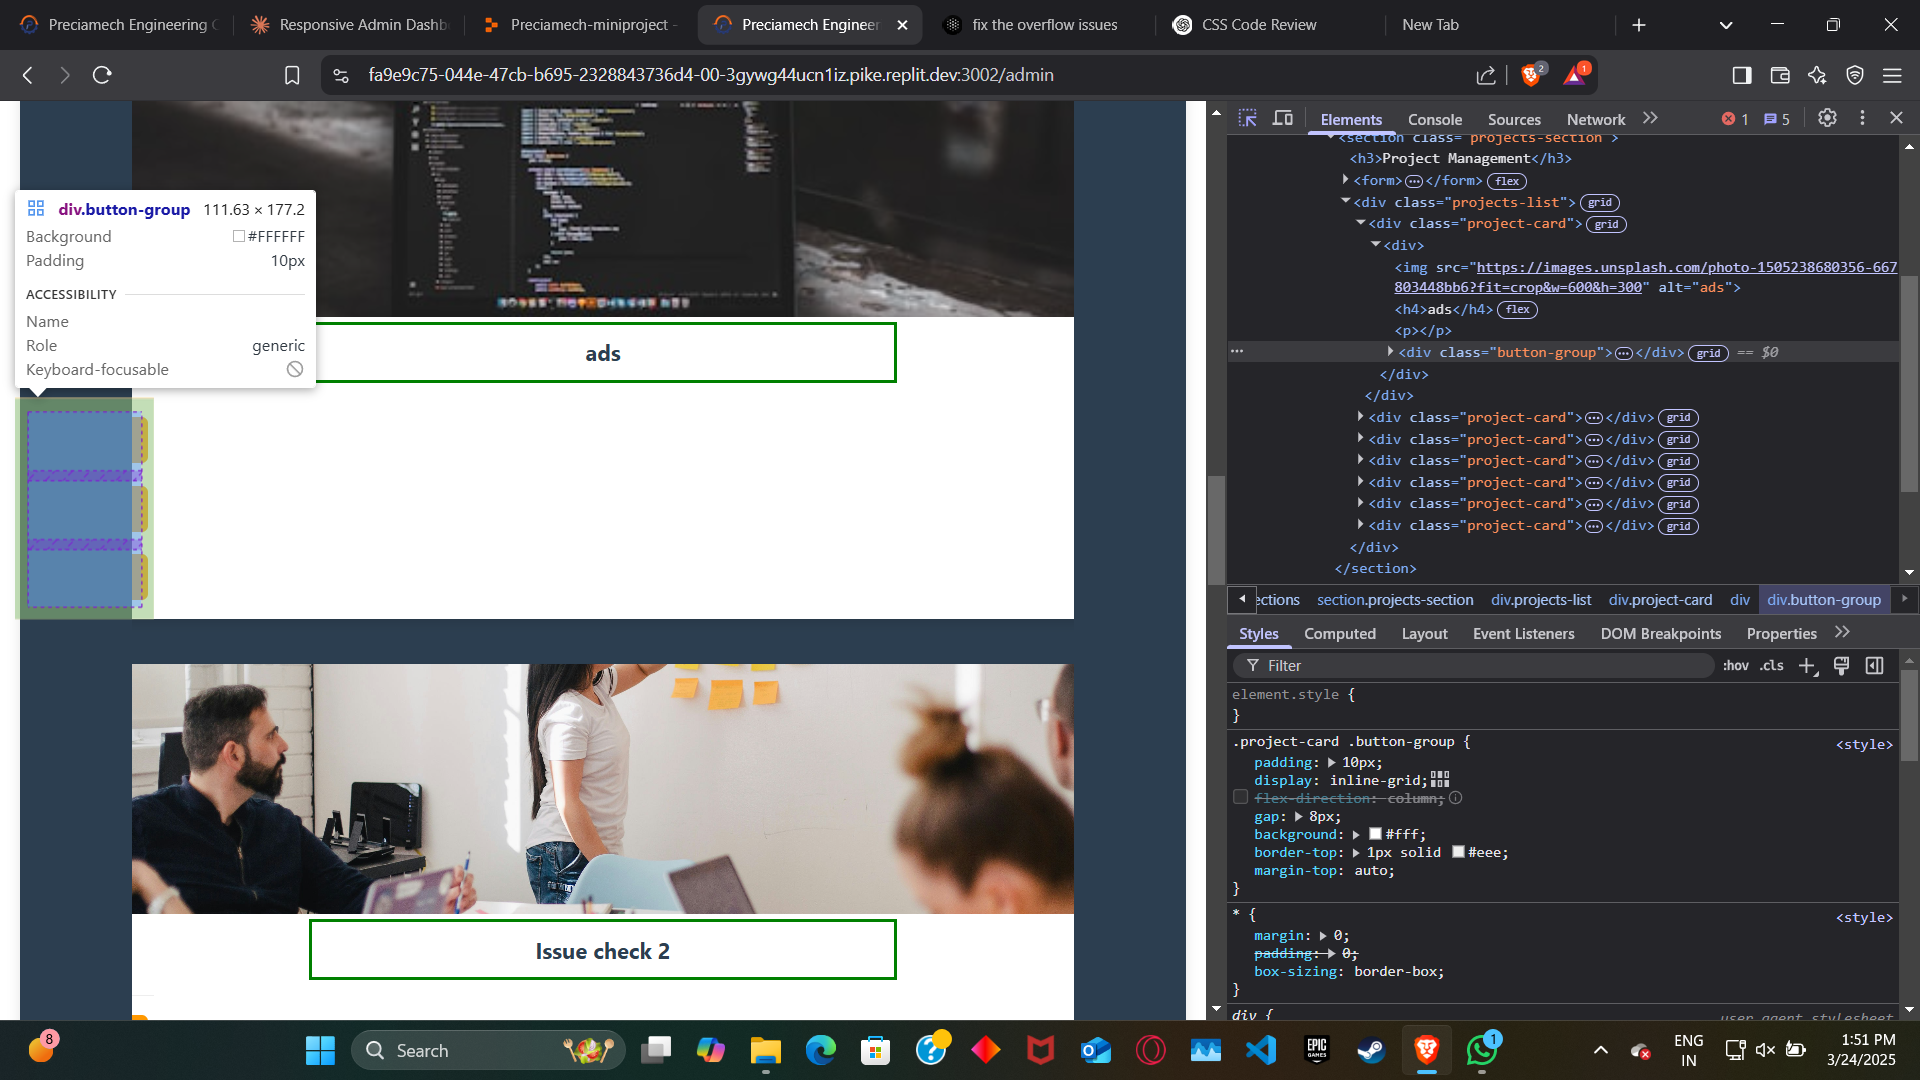 Preciamech Engineering C
Responsive Admin Dashb
Preciamech-miniproject -
Preciamech Engineer
fix the overflow issues
CSS Code Review
New Tab
fa9e9c75-044e-47cb-b695-2328843736d4-00-3gywg44ucn1iz.pike.replit.dev:3002/admin
2
1
div.button-group 111.63 × 177.2
Background #FFFFFF
Padding 10px
ACCESSIBILITY
Name
Role generic
Keyboard-focusable
ads
Issue check 2
Elements Console Sources Network 1 5
<section class="projects-section">
<h3>Project Management</h3>
<form></form> flex
<div class="projects-list"> grid
<div class="project-card"> grid
<div>
<img src="https://images.unsplash.com/photo-1505238680356-667
803448bb6?fit=crop&w=600&h=300" alt="ads">
<h4>ads</h4> flex
<p></p>
<div class="button-group"></div> grid == $0
</div>
</div>
<div class="project-card"></div> grid
<div class="project-card"></div> grid
<div class="project-card"></div> grid
<div class="project-card"></div> grid
<div class="project-card"></div> grid
<div class="project-card"></div> grid
</div>
</section>
ections section.projects-section div.projects-list div.project-card div div.button-group
Styles Computed Layout Event Listeners DOM Breakpoints Properties
Filter :hov .cls
element.style {
}
.project-card .button-group { <style>
padding: 10px;
display: inline-grid;
flex-direction: column;
gap: 8px;
background: #fff;
border-top: 1px solid #eee;
margin-top: auto;
}
* { <style>
margin: 0;
padding: 0;
box-sizing: border-box;
}
div { user agent stylesheet
8
Search
EPIC GAMES
1
ENG
IN
1:51 PM
3/24/2025